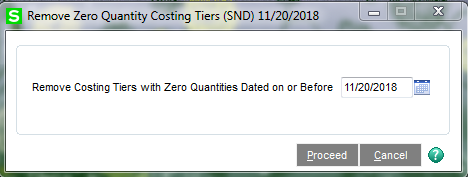 S Remove Zero Quantity Costing Tiers (SND) 11/20/2018
Remove Costing Tiers with Zero Quantities Dated on or Before 11/20/2018
Proceed Cancel ?